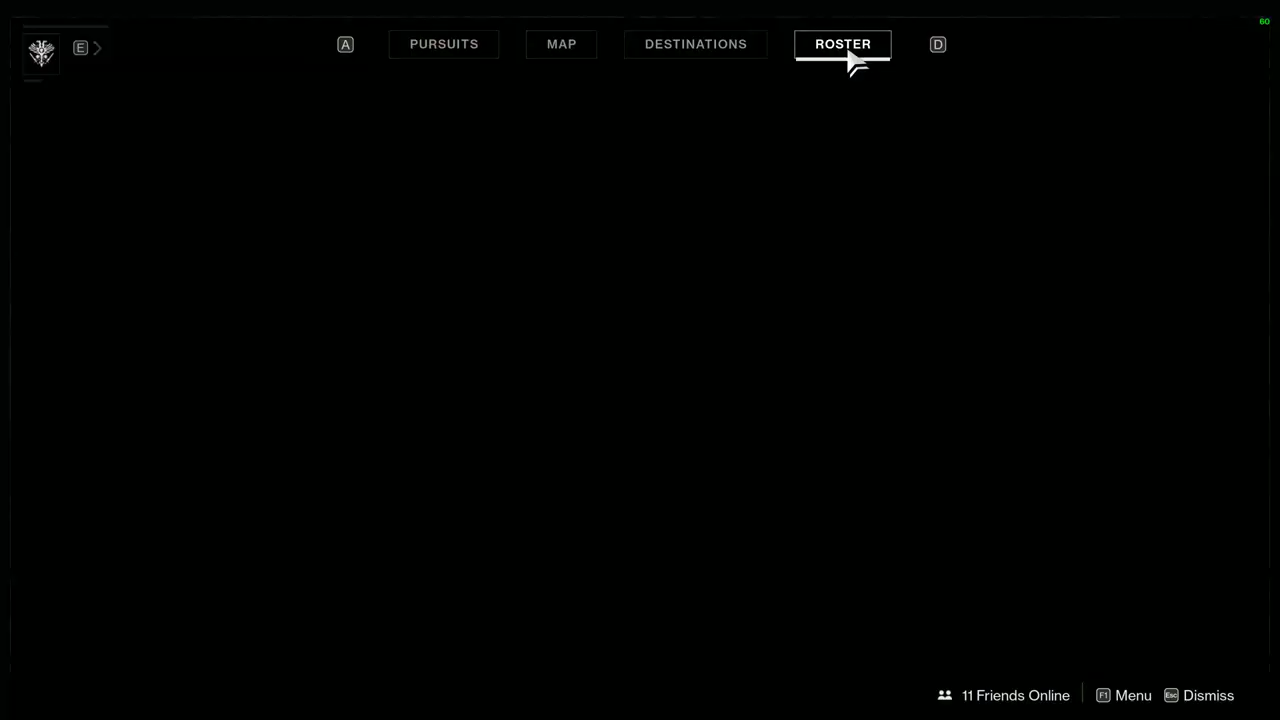 60
E
A
PURSUITS
MAP
DESTINATIONS
ROSTER
D
11 Friends Online
F1 Menu
Esc Dismiss